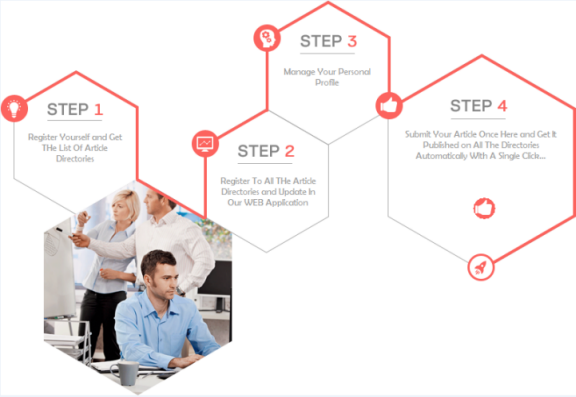 STEP 1
Register Yourself and Get
THe List Of Article
Directories
STEP 2
Register To All THe Article
Directories and Update In
Our WEB Application
STEP 3
Manage Your Personal
Profile
STEP 4
Submit Your Article Once Here and Get It
Published on All The Directories
Automatically With A Single Click...